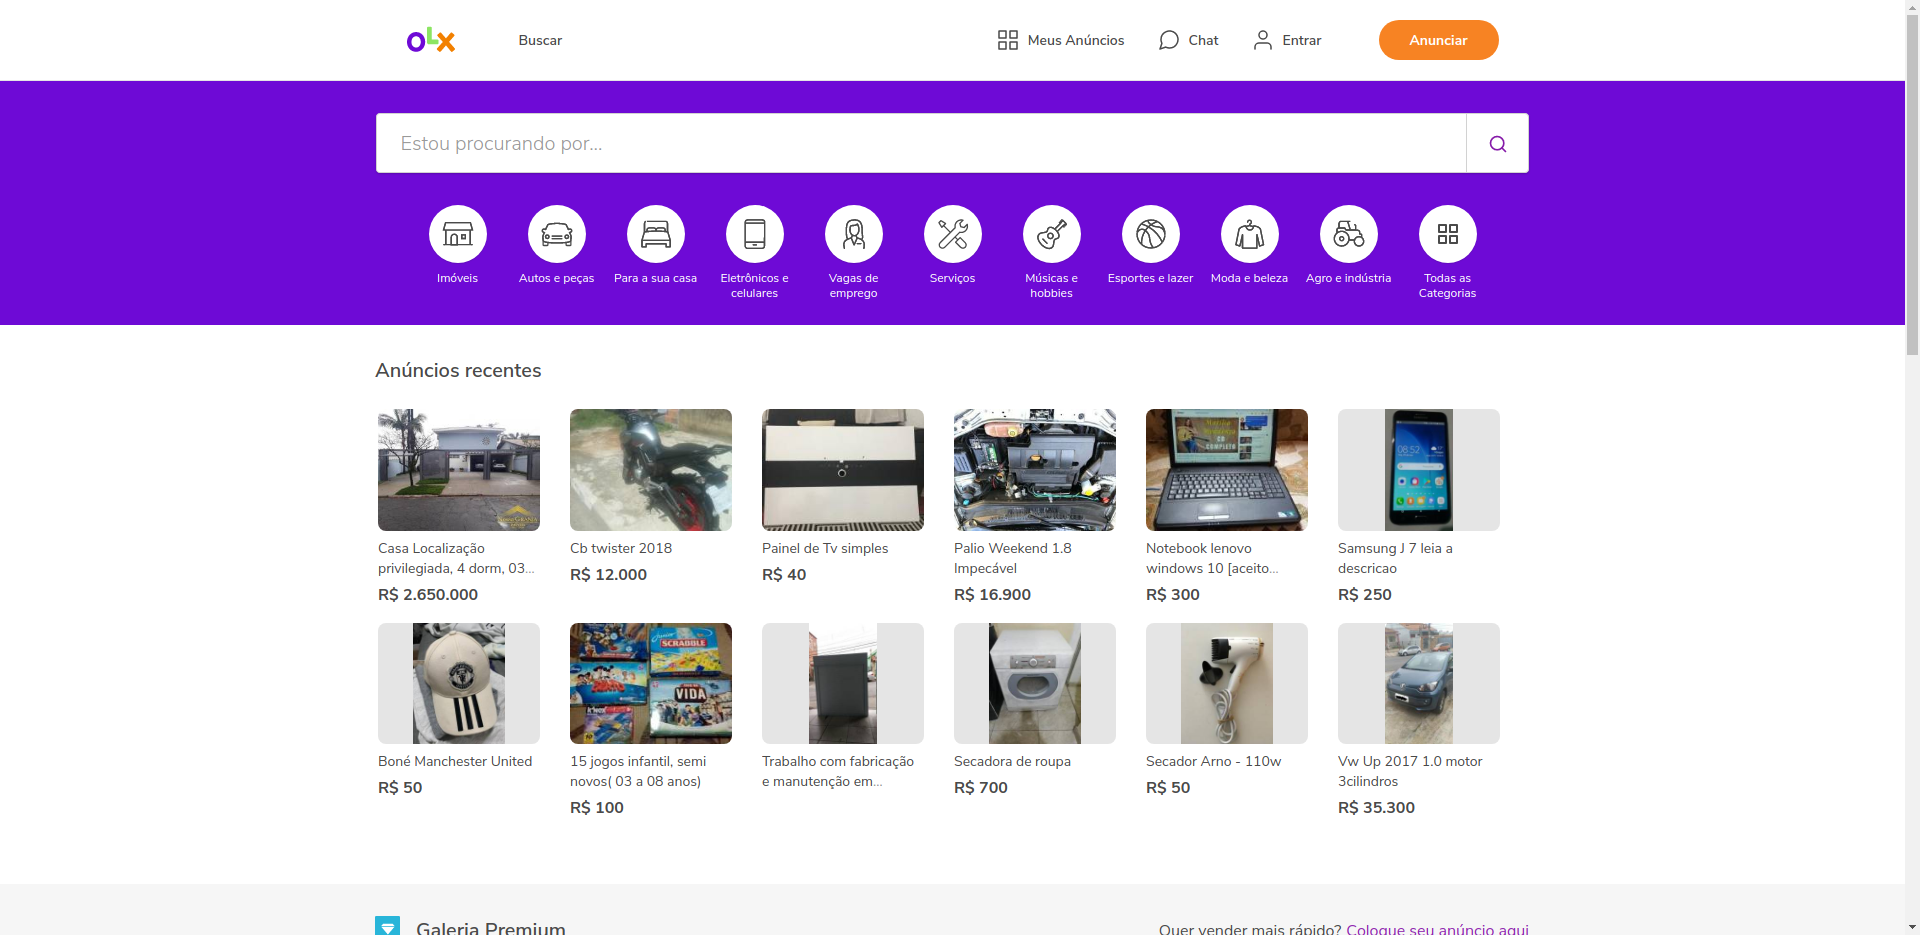 OLX
Buscar
Meus Anúncios
Chat
Entrar
Anunciar
Estou procurando por...
Imóveis
Autos e peças
Para a sua casa
Eletrônicos e
celulares
Vagas de
emprego
Serviços
Músicas e
hobbies
Esportes e lazer
Moda e beleza
Agro e indústria
Todas as
Categorias
Anúncios recentes
Casa Localização
privilegiada, 4 dorm, 03...
R$ 2.650.000
Cb twister 2018
R$ 12.000
Painel de Tv simples
R$ 40
Palio Weekend 1.8
Impecável
R$ 16.900
COMPLETO
Notebook lenovo
windows 10 [aceito...
R$ 300
08:52
Samsung J 7 leia a
descricao
R$ 250
Boné Manchester United
R$ 50
SCRABBLE
VIDA
15 jogos infantil, semi
novos( 03 a 08 anos)
R$ 100
Trabalho com fabricação
e manutenção em...
Secadora de roupa
R$ 700
Secador Arno - 110w
R$ 50
Vw Up 2017 1.0 motor
3cilindros
R$ 35.300
Galeria Premium
Quer vender mais rápido? Coloque seu anúncio aqui